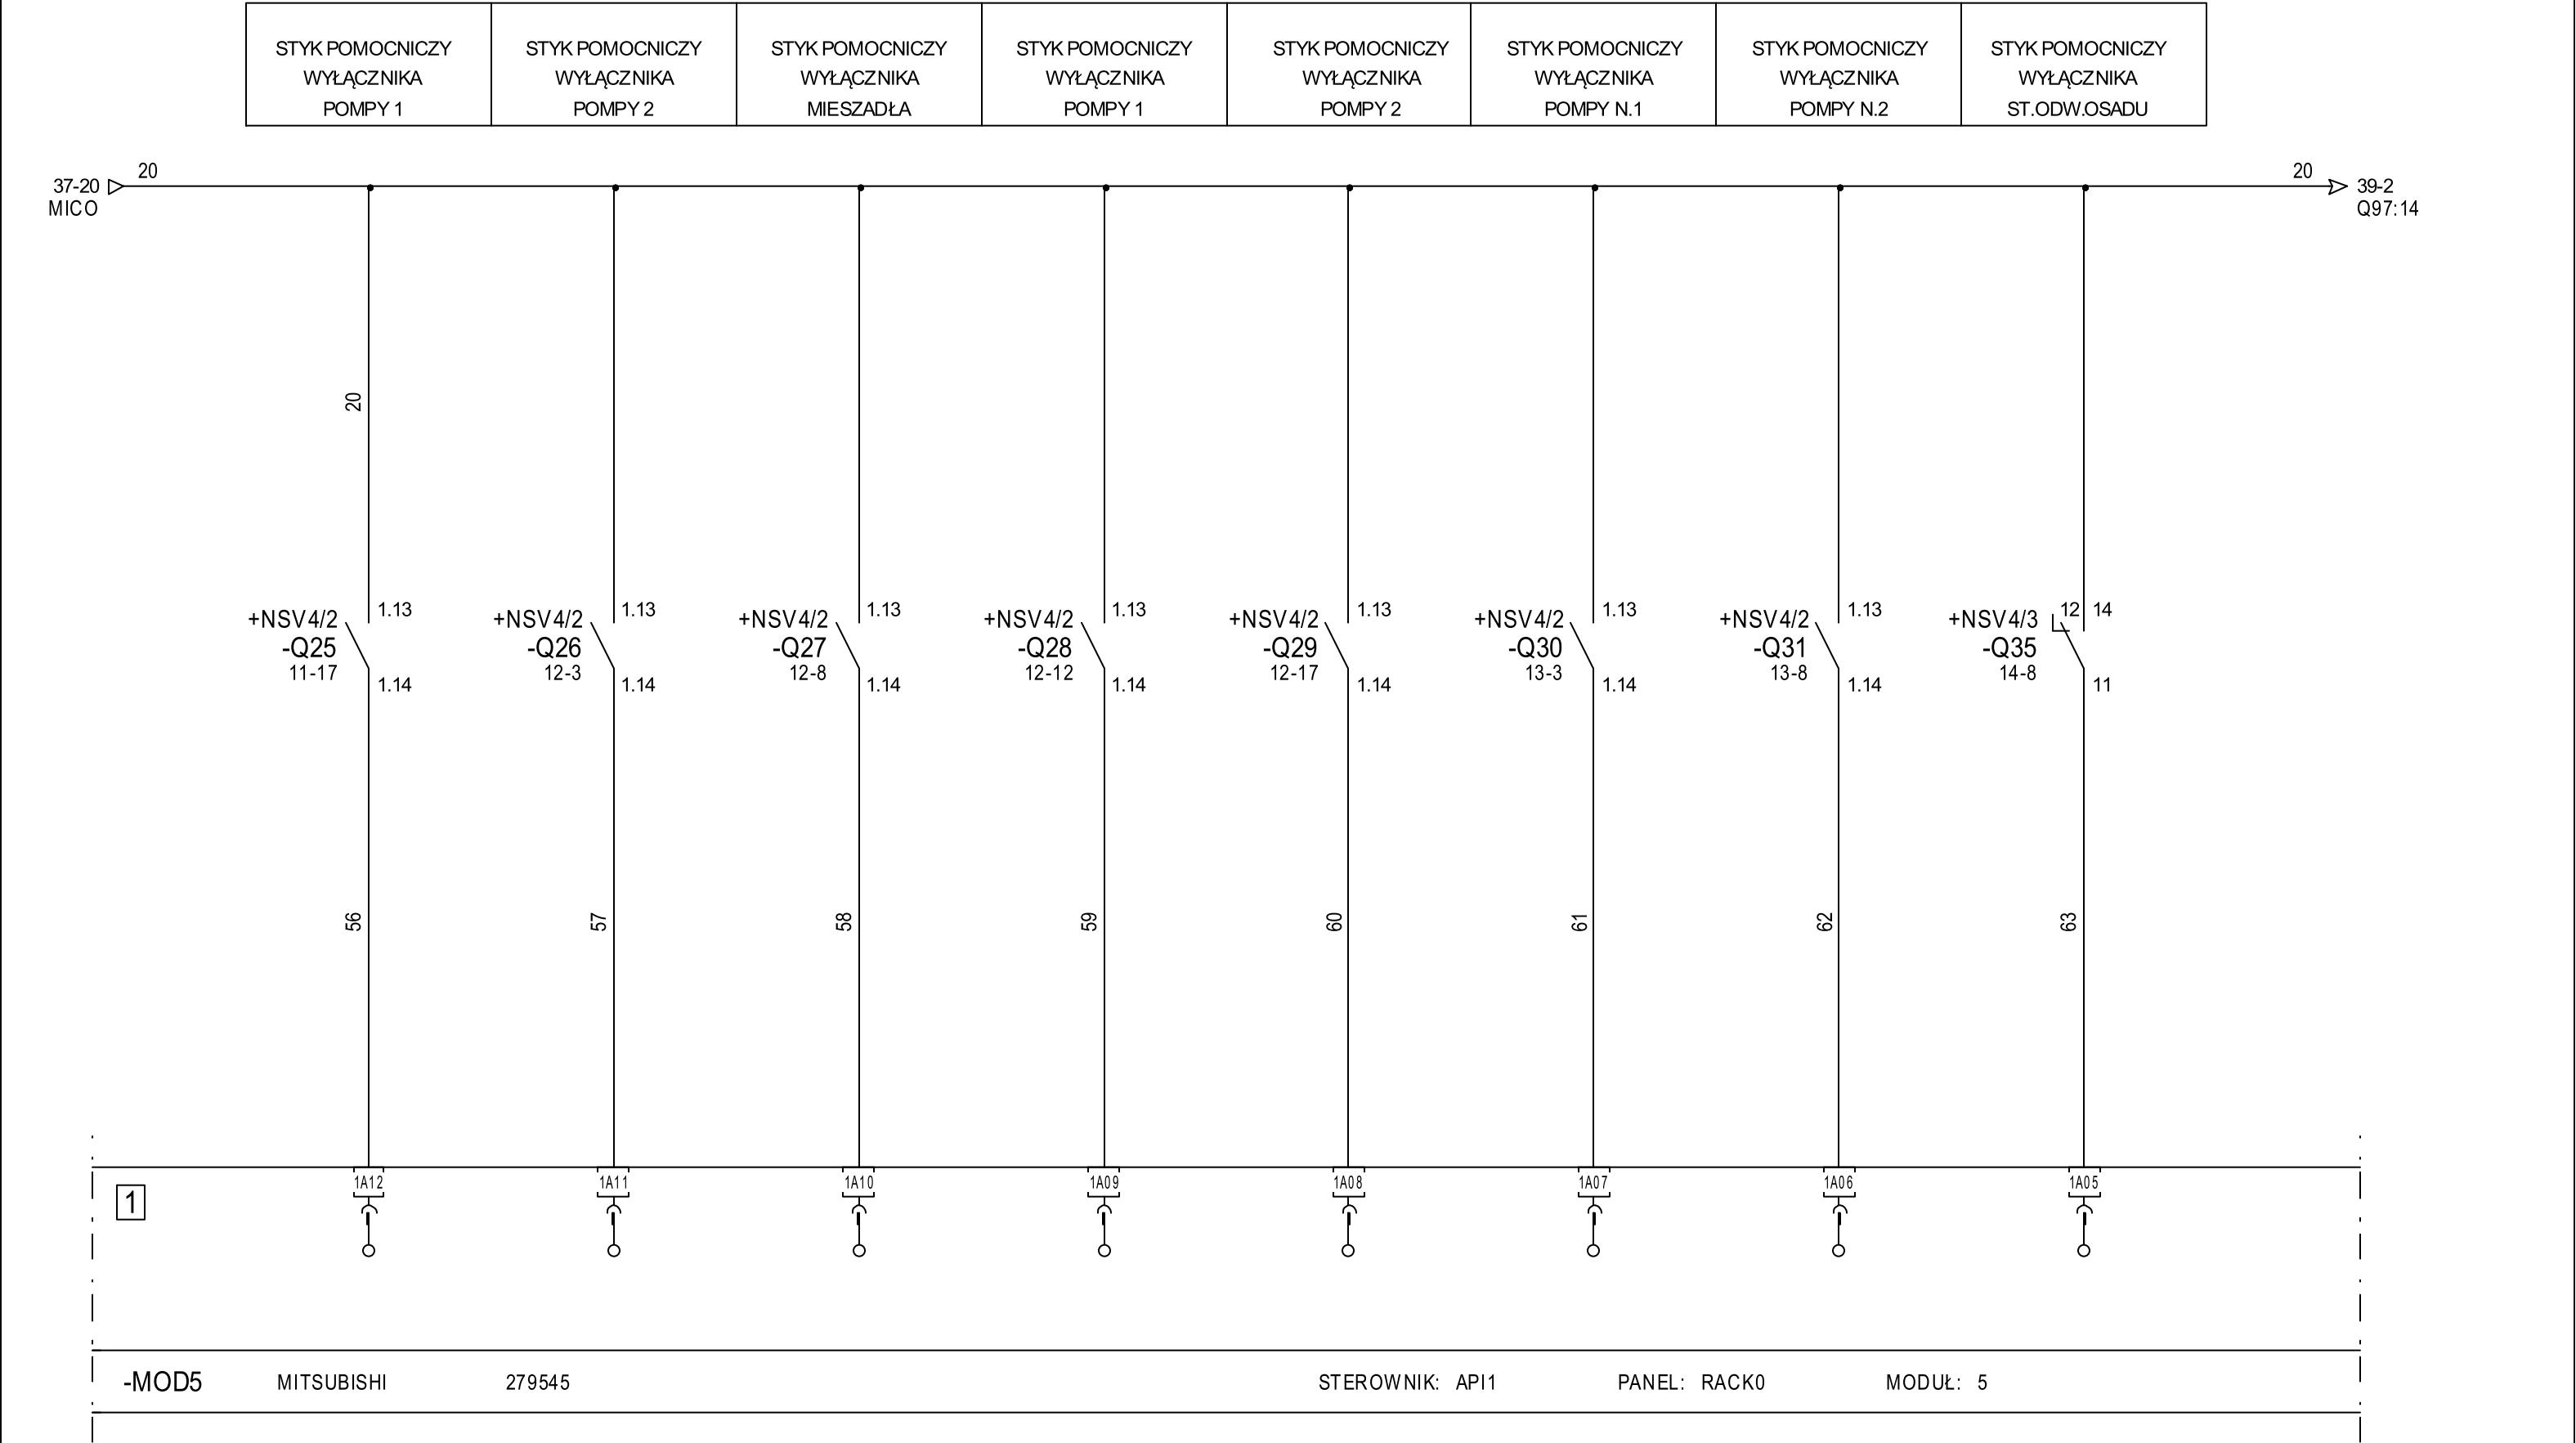 STYK POMOCZNICZY WYŁĄCZNIKA POMPY 1
STYK POMOCNICZY WYŁĄCZNIKA POMPY 2
STYK POMOCNICZY WYŁĄCZNIKA MIESZADŁA
STYK POMOCNICZY WYŁĄCZNIKA POMPY 1
STYK POMOCNICZY WYŁĄCZNIKA POMPY 2
STYK POMOCNICZY WYŁĄCZNIKA POMPY N.1
STYK POMOCNICZY WYŁĄCZNIKA POMPY N.2
STYK POMOCNICZY WYŁĄCZNIKA ST.ODW.OSADU
37-20
MICO
20
20
39-2
Q97:14
20
+NSV4/2
-Q25
11-17
1.13
1.14
+NSV4/2
-Q26
12-3
1.13
1.14
+NSV4/2
-Q27
12-8
1.13
1.14
+NSV4/2
-Q28
12-12
1.13
1.14
+NSV4/2
-Q29
12-17
1.13
1.14
+NSV4/2
-Q30
13-3
1.13
1.14
+NSV4/2
-Q31
13-8
1.13
1.14
+NSV4/3
-Q35
14-8
12 14
11
56
57
58
59
60
61
62
63
1
1A12
1A11
1A10
1A09
1A08
1A07
1A06
1A05
-MOD5 MITSUBISHI 279545 STEROWNIK: API1 PANEL: RACK0 MODUŁ: 5